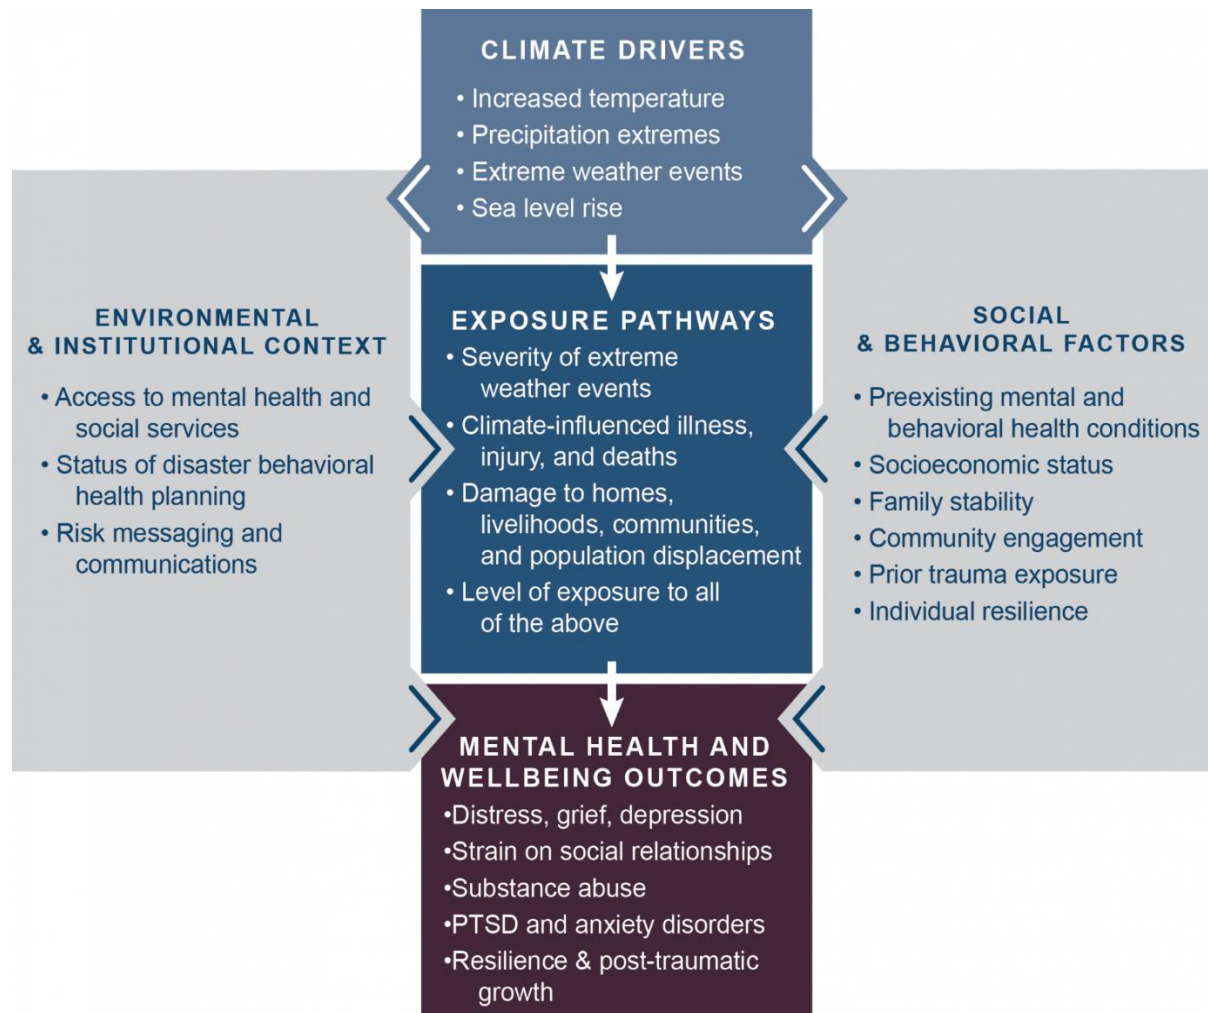 CLIMATE DRIVERS
• Increased temperature
• Precipitation extremes
• Extreme weather events
• Sea level rise
ENVIRONMENTAL
& INSTITUTIONAL CONTEXT
• Access to mental health and
social services
• Status of disaster behavioral
health planning
• Risk messaging and
communications
EXPOSURE PATHWAYS
• Severity of extreme
weather events
• Climate-influenced illness,
injury, and deaths
• Damage to homes,
livelihoods, communities,
and population displacement
• Level of exposure to all
of the above
SOCIAL
& BEHAVIORAL FACTORS
• Preexisting mental and
behavioral health conditions
• Socioeconomic status
• Family stability
• Community engagement
• Prior trauma exposure
• Individual resilience
MENTAL HEALTH AND
WELLBEING OUTCOMES
•Distress, grief, depression
•Strain on social relationships
•Substance abuse
•PTSD and anxiety disorders
•Resilience & post-traumatic
growth